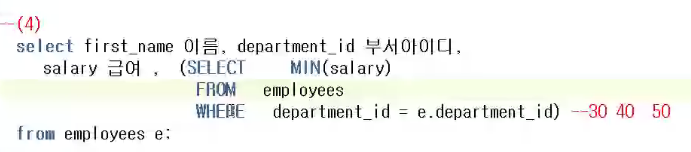 --(4)
select first_name 이름, department_id 부서아이디,
salary 급여 , (SELECT MIN(salary)
FROM employees
WHERE department_id = e.department_id) --30 40 50
from employees e;